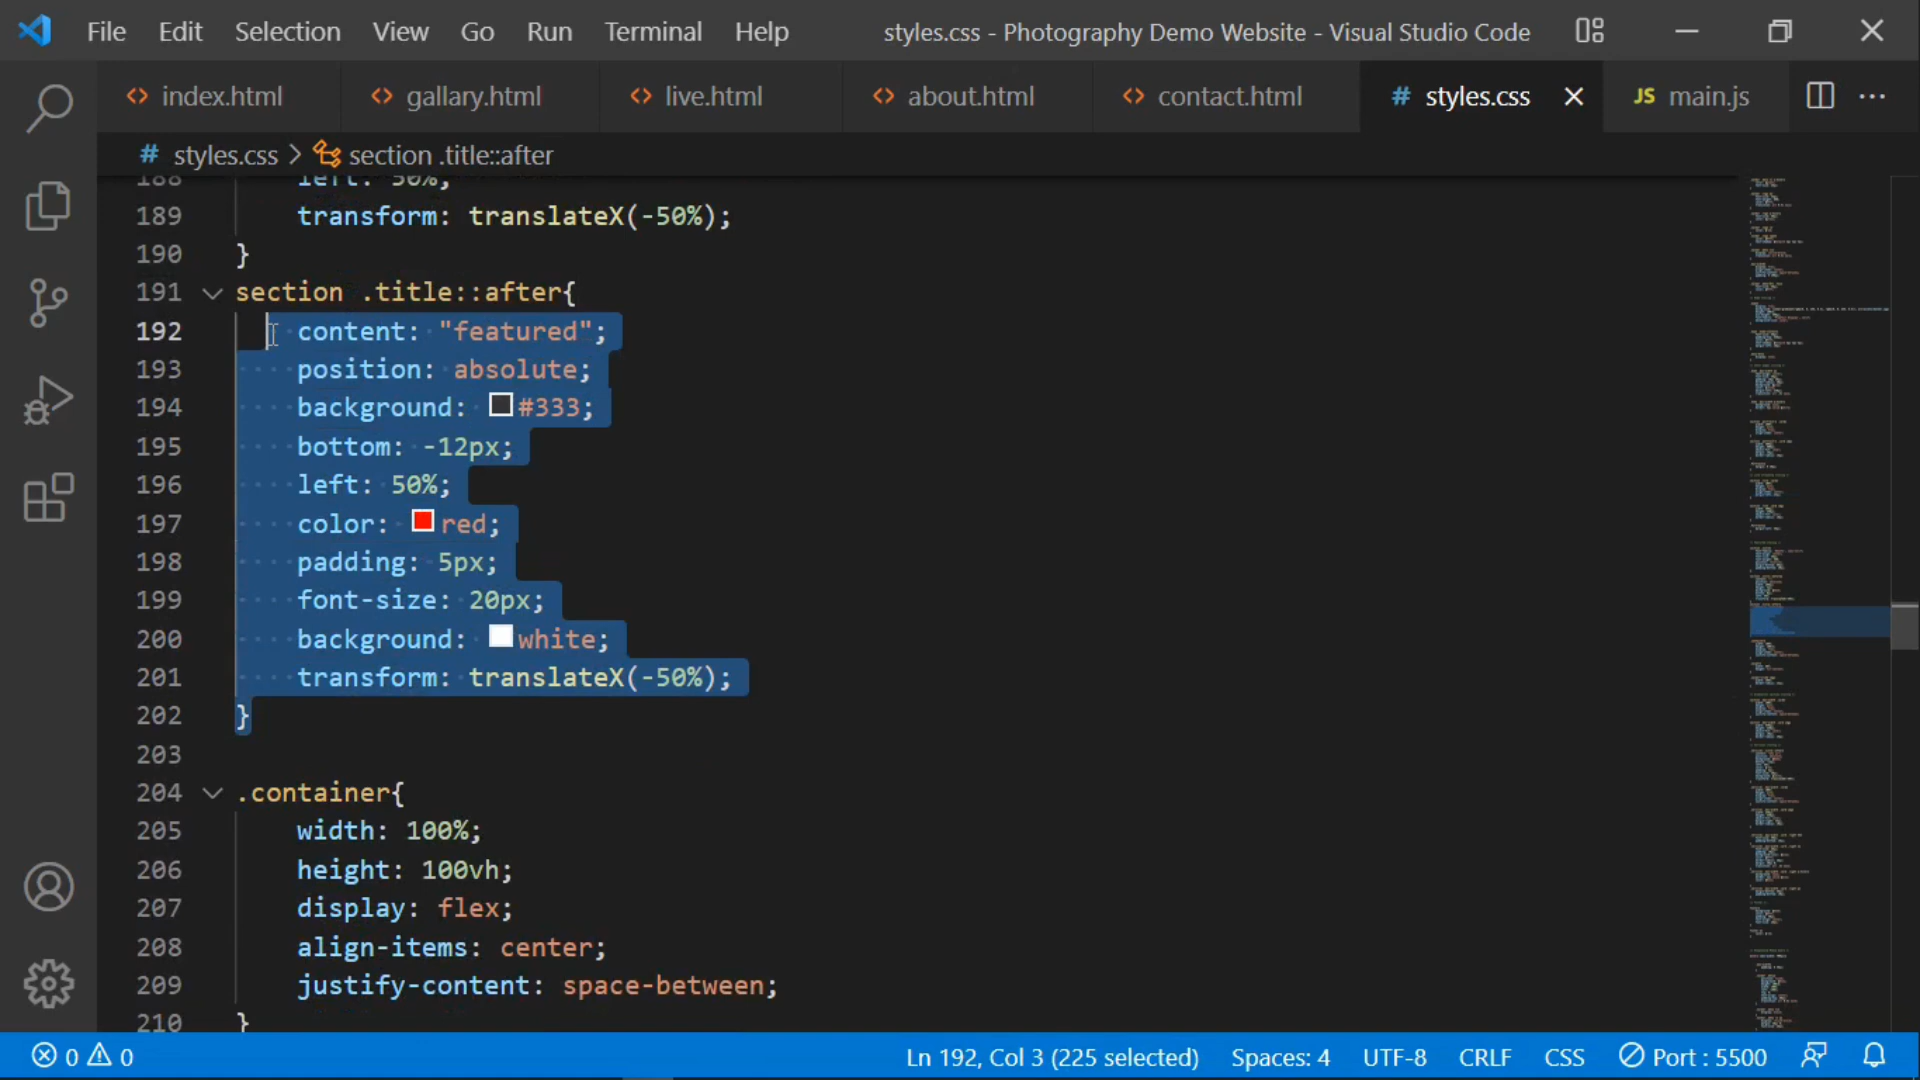 File Edit Selection View Go Run Terminal Help styles.css - Photography Demo Website - Visual Studio Code
index.html gallary.html live.html about.html contact.html # styles.css JS main.js
# styles.css > section .title::after
188 left: 50%;
189 transform: translateX(-50%);
190 }
191 section .title::after{
192 content: "featured";
193 position: absolute;
194 background: #333;
195 bottom: -12px;
196 left: 50%;
197 color: red;
198 padding: 5px;
199 font-size: 20px;
200 background: white;
201 transform: translateX(-50%);
202 }
203
204 .container{
205 width: 100%;
206 height: 100vh;
207 display: flex;
208 align-items: center;
209 justify-content: space-between;
210 }
0 0 Ln 192, Col 3 (225 selected) Spaces: 4 UTF-8 CRLF CSS Port : 5500